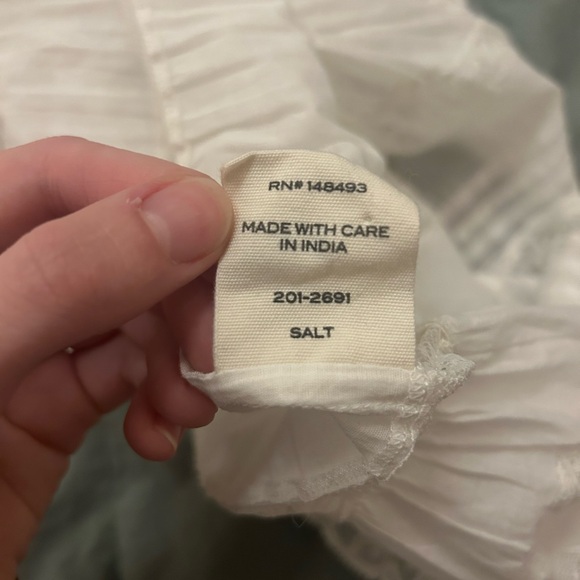 RN# 148493
MADE WITH CARE
IN INDIA
201-2691
SALT